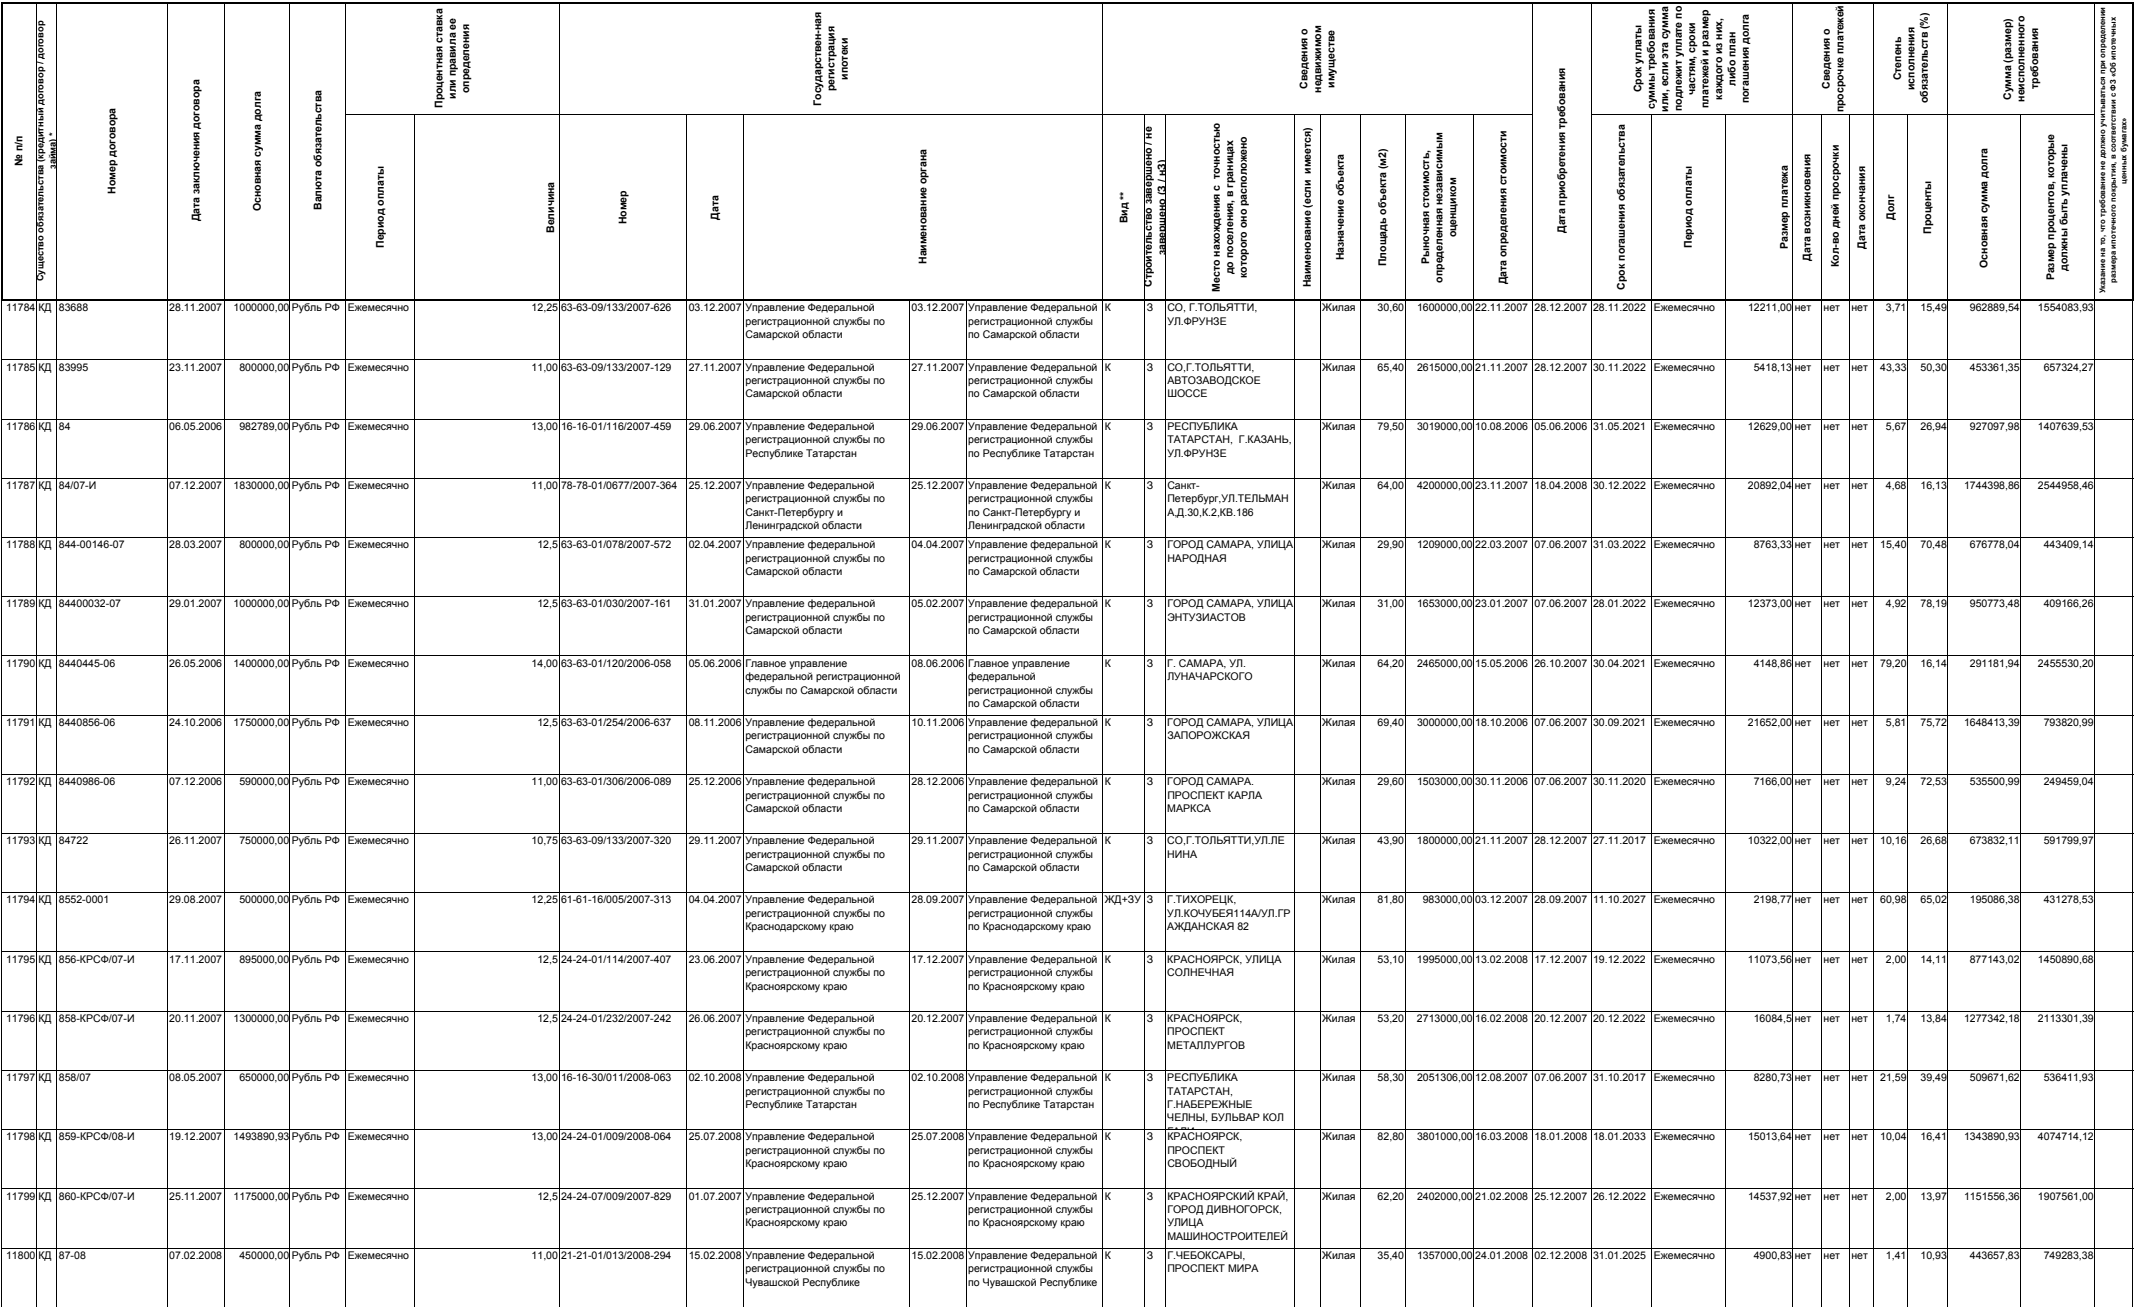 № п/п
Существо обязательства (кредитный договор / договор
займа) *
Номер договора
Дата заключения договора
Основная сумма долга
Валюта обязательства
Процентная ставка
или правила ее
определения
Период оплаты
Величина
Государствен-ная
регистрация
ипотеки
Номер
Дата
Наименование органа
Сведения о
недвижимом
имуществе
Вид **
Строительство завершено / не
завершено (З / нЗ)
Место нахождения с точностью
до поселения, в границах
которого оно расположено
Наименование (если имеется)
Назначение объекта
Площадь объекта (м2)
Рыночная стоимость,
определенная независимым
оценщиком
Дата определения стоимости
Дата приобретения требования
Срок уплаты
суммы требования
или, если эта сумма
подлежит уплате по
частям, сроки
платежей и размер
каждого из них,
либо план
погашения долга
Срок погашения обязательства
Период оплаты
Размер платежа
Сведения о
просрочке платежей
Дата возникновения
Кол-во дней просрочки
Дата окончания
Степень
исполнения
обязательств (%)
Долг
Проценты
Сумма (размер)
неисполненного
требования
Основная сумма долга
Размер процентов, которые
должны быть уплачены
Указание на то, что требование не должно учитываться при определении
размера ипотечного покрытия, в соответствии с ФЗ «Об ипотечных
ценных бумагах»
11784 КД 83688 28.11.2007 1000000,00 Рубль РФ Ежемесячно 12,25 63-63-09/133/2007-626 03.12.2007 Управление Федеральной 03.12.2007 Управление Федеральной К З СО, Г.ТОЛЬЯТТИ, Жилая 30,60 1600000,00 22.11.2007 28.12.2007 28.11.2022 Ежемесячно 12211,00 нет нет нет 3,71 15,49 962889,54 1554083,93
регистрационной службы по регистрационной службы УЛ.ФРУНЗЕ
Самарской области по Самарской области
11785 КД 83995 23.11.2007 800000,00 Рубль РФ Ежемесячно 11,00 63-63-09/133/2007-129 27.11.2007 Управление Федеральной 27.11.2007 Управление Федеральной К З СО,Г.ТОЛЬЯТТИ, Жилая 65,40 2615000,00 21.11.2007 28.12.2007 30.11.2022 Ежемесячно 5418,13 нет нет нет 43,33 50,30 453361,35 657324,27
регистрационной службы по регистрационной службы АВТОЗАВОДСКОЕ
Самарской области по Самарской области ШОССЕ
11786 КД 84 06.05.2006 982789,00 Рубль РФ Ежемесячно 13,00 16-16-01/116/2007-459 29.06.2007 Управление Федеральной 29.06.2007 Управление Федеральной К З РЕСПУБЛИКА Жилая 79,50 3019000,00 10.08.2006 05.06.2006 31.05.2021 Ежемесячно 12629,00 нет нет нет 5,67 26,94 927097,98 1407639,53
регистрационной службы по регистрационной службы ТАТАРСТАН, Г.КАЗАНЬ,
Республике Татарстан по Республике Татарстан УЛ.ФРУНЗЕ
11787 КД 84/07-И 07.12.2007 1830000,00 Рубль РФ Ежемесячно 11,00 78-78-01/0677/2007-364 25.12.2007 Управление Федеральной 25.12.2007 Управление Федеральной К З Санкт- Жилая 64,00 4200000,00 23.11.2007 18.04.2008 30.12.2022 Ежемесячно 20892,04 нет нет нет 4,68 16,13 1744398,86 2544958,46
регистрационной службы по регистрационной службы Петербург,УЛ.ТЕЛЬМАН
Санкт-Петербургу и по Санкт-Петербургу и А,Д.30,К.2,КВ.186
Ленинградской области Ленинградской области
11788 КД 844-00146-07 28.03.2007 800000,00 Рубль РФ Ежемесячно 12,5 63-63-01/078/2007-572 02.04.2007 Управление федеральной 04.04.2007 Управление федеральной К З ГОРОД САМАРА, УЛИЦА Жилая 29,90 1209000,00 22.03.2007 07.06.2007 31.03.2022 Ежемесячно 8763,33 нет нет нет 15,40 70,48 676778,04 443409,14
регистрационной службы по регистрационной службы НАРОДНАЯ
Самарской области по Самарской области
11789 КД 84400032-07 29.01.2007 1000000,00 Рубль РФ Ежемесячно 12,5 63-63-01/030/2007-161 31.01.2007 Управление федеральной 05.02.2007 Управление федеральной К З ГОРОД САМАРА, УЛИЦА Жилая 31,00 1653000,00 23.01.2007 07.06.2007 28.01.2022 Ежемесячно 12373,00 нет нет нет 4,92 78,19 950773,48 409166,26
регистрационной службы по регистрационной службы ЭНТУЗИАСТОВ
Самарской области по Самарской области
11790 КД 8440445-06 26.05.2006 1400000,00 Рубль РФ Ежемесячно 14,00 63-63-01/120/2006-058 05.06.2006 Главное управление 08.06.2006 Главное управление К З Г. САМАРА, УЛ. Жилая 64,20 2465000,00 15.05.2006 26.10.2007 30.04.2021 Ежемесячно 4148,86 нет нет нет 79,20 16,14 291181,94 2455530,20
федеральной регистрационной федеральной ЛУНАЧАРСКОГО
службы по Самарской области регистрационной службы
по Самарской области
11791 КД 8440856-06 24.10.2006 1750000,00 Рубль РФ Ежемесячно 12,5 63-63-01/254/2006-637 08.11.2006 Управление федеральной 10.11.2006 Управление федеральной К З ГОРОД САМАРА, УЛИЦА Жилая 69,40 3000000,00 18.10.2006 07.06.2007 30.09.2021 Ежемесячно 21652,00 нет нет нет 5,81 75,72 1648413,39 793820,99
регистрационной службы по регистрационной службы ЗАПОРОЖСКАЯ
Самарской области по Самарской области
11792 КД 8440986-06 07.12.2006 590000,00 Рубль РФ Ежемесячно 11,00 63-63-01/306/2006-089 25.12.2006 Управление федеральной 28.12.2006 Управление федеральной К З ГОРОД САМАРА. Жилая 29,60 1503000,00 30.11.2006 07.06.2007 30.11.2020 Ежемесячно 7166,00 нет нет нет 9,24 72,53 535500,99 249459,04
регистрационной службы по регистрационной службы ПРОСПЕКТ КАРЛА
Самарской области по Самарской области МАРКСА
11793 КД 84722 26.11.2007 750000,00 Рубль РФ Ежемесячно 10,75 63-63-09/133/2007-320 29.11.2007 Управление Федеральной 29.11.2007 Управление Федеральной К З СО,Г.ТОЛЬЯТТИ,УЛ.ЛЕ Жилая 43,90 1800000,00 21.11.2007 28.12.2007 27.11.2017 Ежемесячно 10322,00 нет нет нет 10,16 26,68 673832,11 591799,97
регистрационной службы по регистрационной службы НИНА
Самарской области по Самарской области
11794 КД 8552-0001 29.08.2007 500000,00 Рубль РФ Ежемесячно 12,25 61-61-16/005/2007-313 04.04.2007 Управление Федеральной 28.09.2007 Управление Федеральной ЖД+ЗУ З Г.ТИХОРЕЦК, Жилая 81,80 983000,00 03.12.2007 28.09.2007 11.10.2027 Ежемесячно 2198,77 нет нет нет 60,98 65,02 195086,38 431278,53
регистрационной службы по регистрационной службы УЛ.КОЧУБЕЯ114А/УЛ.ГР
Краснодарскому краю по Краснодарскому краю АЖДАНСКАЯ 82
11795 КД 856-КРСФ/07-И 17.11.2007 895000,00 Рубль РФ Ежемесячно 12,5 24-24-01/114/2007-407 23.06.2007 Управление Федеральной 17.12.2007 Управление Федеральной К З КРАСНОЯРСК, УЛИЦА Жилая 53,10 1995000,00 13.02.2008 17.12.2007 19.12.2022 Ежемесячно 11073,56 нет нет нет 2,00 14,11 877143,02 1450890,68
регистрационной службы по регистрационной службы СОЛНЕЧНАЯ
Красноярскому краю по Красноярскому краю
11796 КД 858-КРСФ/07-И 20.11.2007 1300000,00 Рубль РФ Ежемесячно 12,5 24-24-01/232/2007-242 26.06.2007 Управление Федеральной 20.12.2007 Управление Федеральной К З КРАСНОЯРСК, Жилая 53,20 2713000,00 16.02.2008 20.12.2007 20.12.2022 Ежемесячно 16084,5 нет нет нет 1,74 13,84 1277342,18 2113301,39
регистрационной службы по регистрационной службы ПРОСПЕКТ
Красноярскому краю по Красноярскому краю МЕТАЛЛУРГОВ
11797 КД 858/07 08.05.2007 650000,00 Рубль РФ Ежемесячно 13,00 16-16-30/011/2008-063 02.10.2008 Управление Федеральной 02.10.2008 Управление Федеральной К З РЕСПУБЛИКА Жилая 58,30 2051306,00 12.08.2007 07.06.2007 31.10.2017 Ежемесячно 8280,73 нет нет нет 21,59 39,49 509671,62 536411,93
регистрационной службы по регистрационной службы ТАТАРСТАН,
Республике Татарстан по Республике Татарстан Г.НАБЕРЕЖНЫЕ
ЧЕЛНЫ, БУЛЬВАР КОЛ
11798 КД 859-КРСФ/08-И 19.12.2007 1493890,93 Рубль РФ Ежемесячно 13,00 24-24-01/009/2008-064 25.07.2008 Управление Федеральной 25.07.2008 Управление Федеральной К З КРАСНОЯРСК, Жилая 82,80 3801000,00 16.03.2008 18.01.2008 18.01.2033 Ежемесячно 15013,64 нет нет нет 10,04 16,41 1343890,93 4074714,12
регистрационной службы по регистрационной службы ПРОСПЕКТ
Красноярскому краю по Красноярскому краю СВОБОДНЫЙ
11799 КД 860-КРСФ/07-И 25.11.2007 1175000,00 Рубль РФ Ежемесячно 12,5 24-24-07/009/2007-829 01.07.2007 Управление Федеральной 25.12.2007 Управление Федеральной К З КРАСНОЯРСКИЙ КРАЙ, Жилая 62,20 2402000,00 21.02.2008 25.12.2007 26.12.2022 Ежемесячно 14537,92 нет нет нет 2,00 13,97 1151556,36 1907561,00
регистрационной службы по регистрационной службы ГОРОД ДИВНОГОРСК,
Красноярскому краю по Красноярскому краю УЛИЦА
МАШИНОСТРОИТЕЛЕЙ
11800 КД 87-08 07.02.2008 450000,00 Рубль РФ Ежемесячно 11,00 21-21-01/013/2008-294 15.02.2008 Управление Федеральной 15.02.2008 Управление Федеральной К З Г.ЧЕБОКСАРЫ, Жилая 35,40 1357000,00 24.01.2008 02.12.2008 31.01.2025 Ежемесячно 4900,83 нет нет нет 1,41 10,93 443657,83 749283,38
регистрационной службы по регистрационной службы ПРОСПЕКТ МИРА
Чувашской Республике по Чувашской Республике